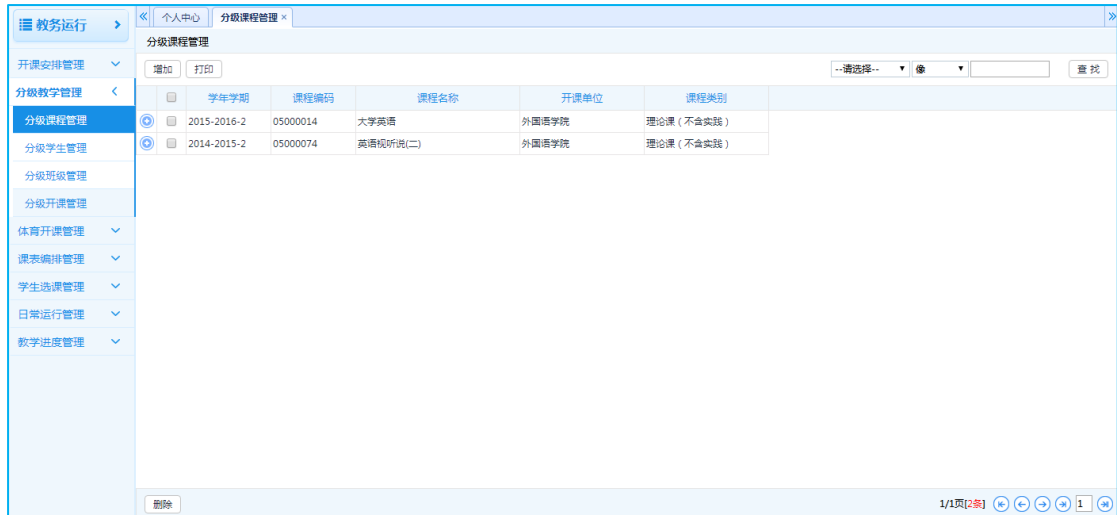 教务运行
个人中心 分级课程管理 ×
分级课程管理
开课安排管理
增加 打印 --请选择-- 像 查 找
分级教学管理
学年学期 课程编码 课程名称 开课单位 课程类别
分级课程管理
2015-2016-2 05000014 大学英语 外国语学院 理论课（不含实践）
分级学生管理
2014-2015-2 05000074 英语视听说(二) 外国语学院 理论课（不含实践）
分级班级管理
分级开课管理
体育开课管理
课表编排管理
学生选课管理
日常运行管理
教学进度管理
删除 1/1页[2条] 1